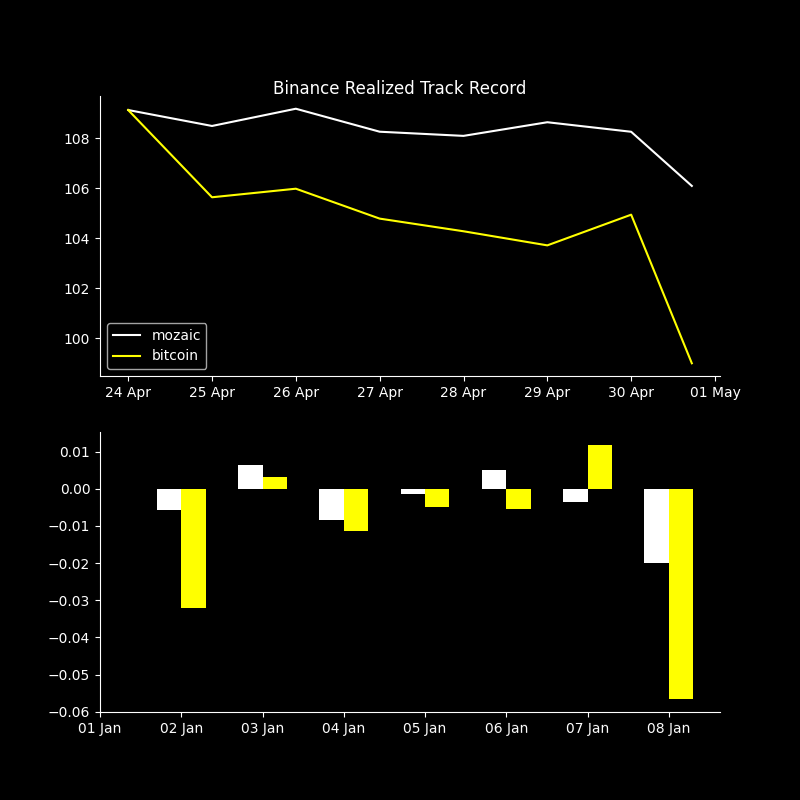 Binance Realized Track Record
108
106
104
102
100
mozaic
bitcoin
24 Apr 25 Apr 26 Apr 27 Apr 28 Apr 29 Apr 30 Apr 01 May
0.01
0.00
−0.01
−0.02
−0.03
−0.04
−0.05
−0.06
01 Jan 02 Jan 03 Jan 04 Jan 05 Jan 06 Jan 07 Jan 08 Jan